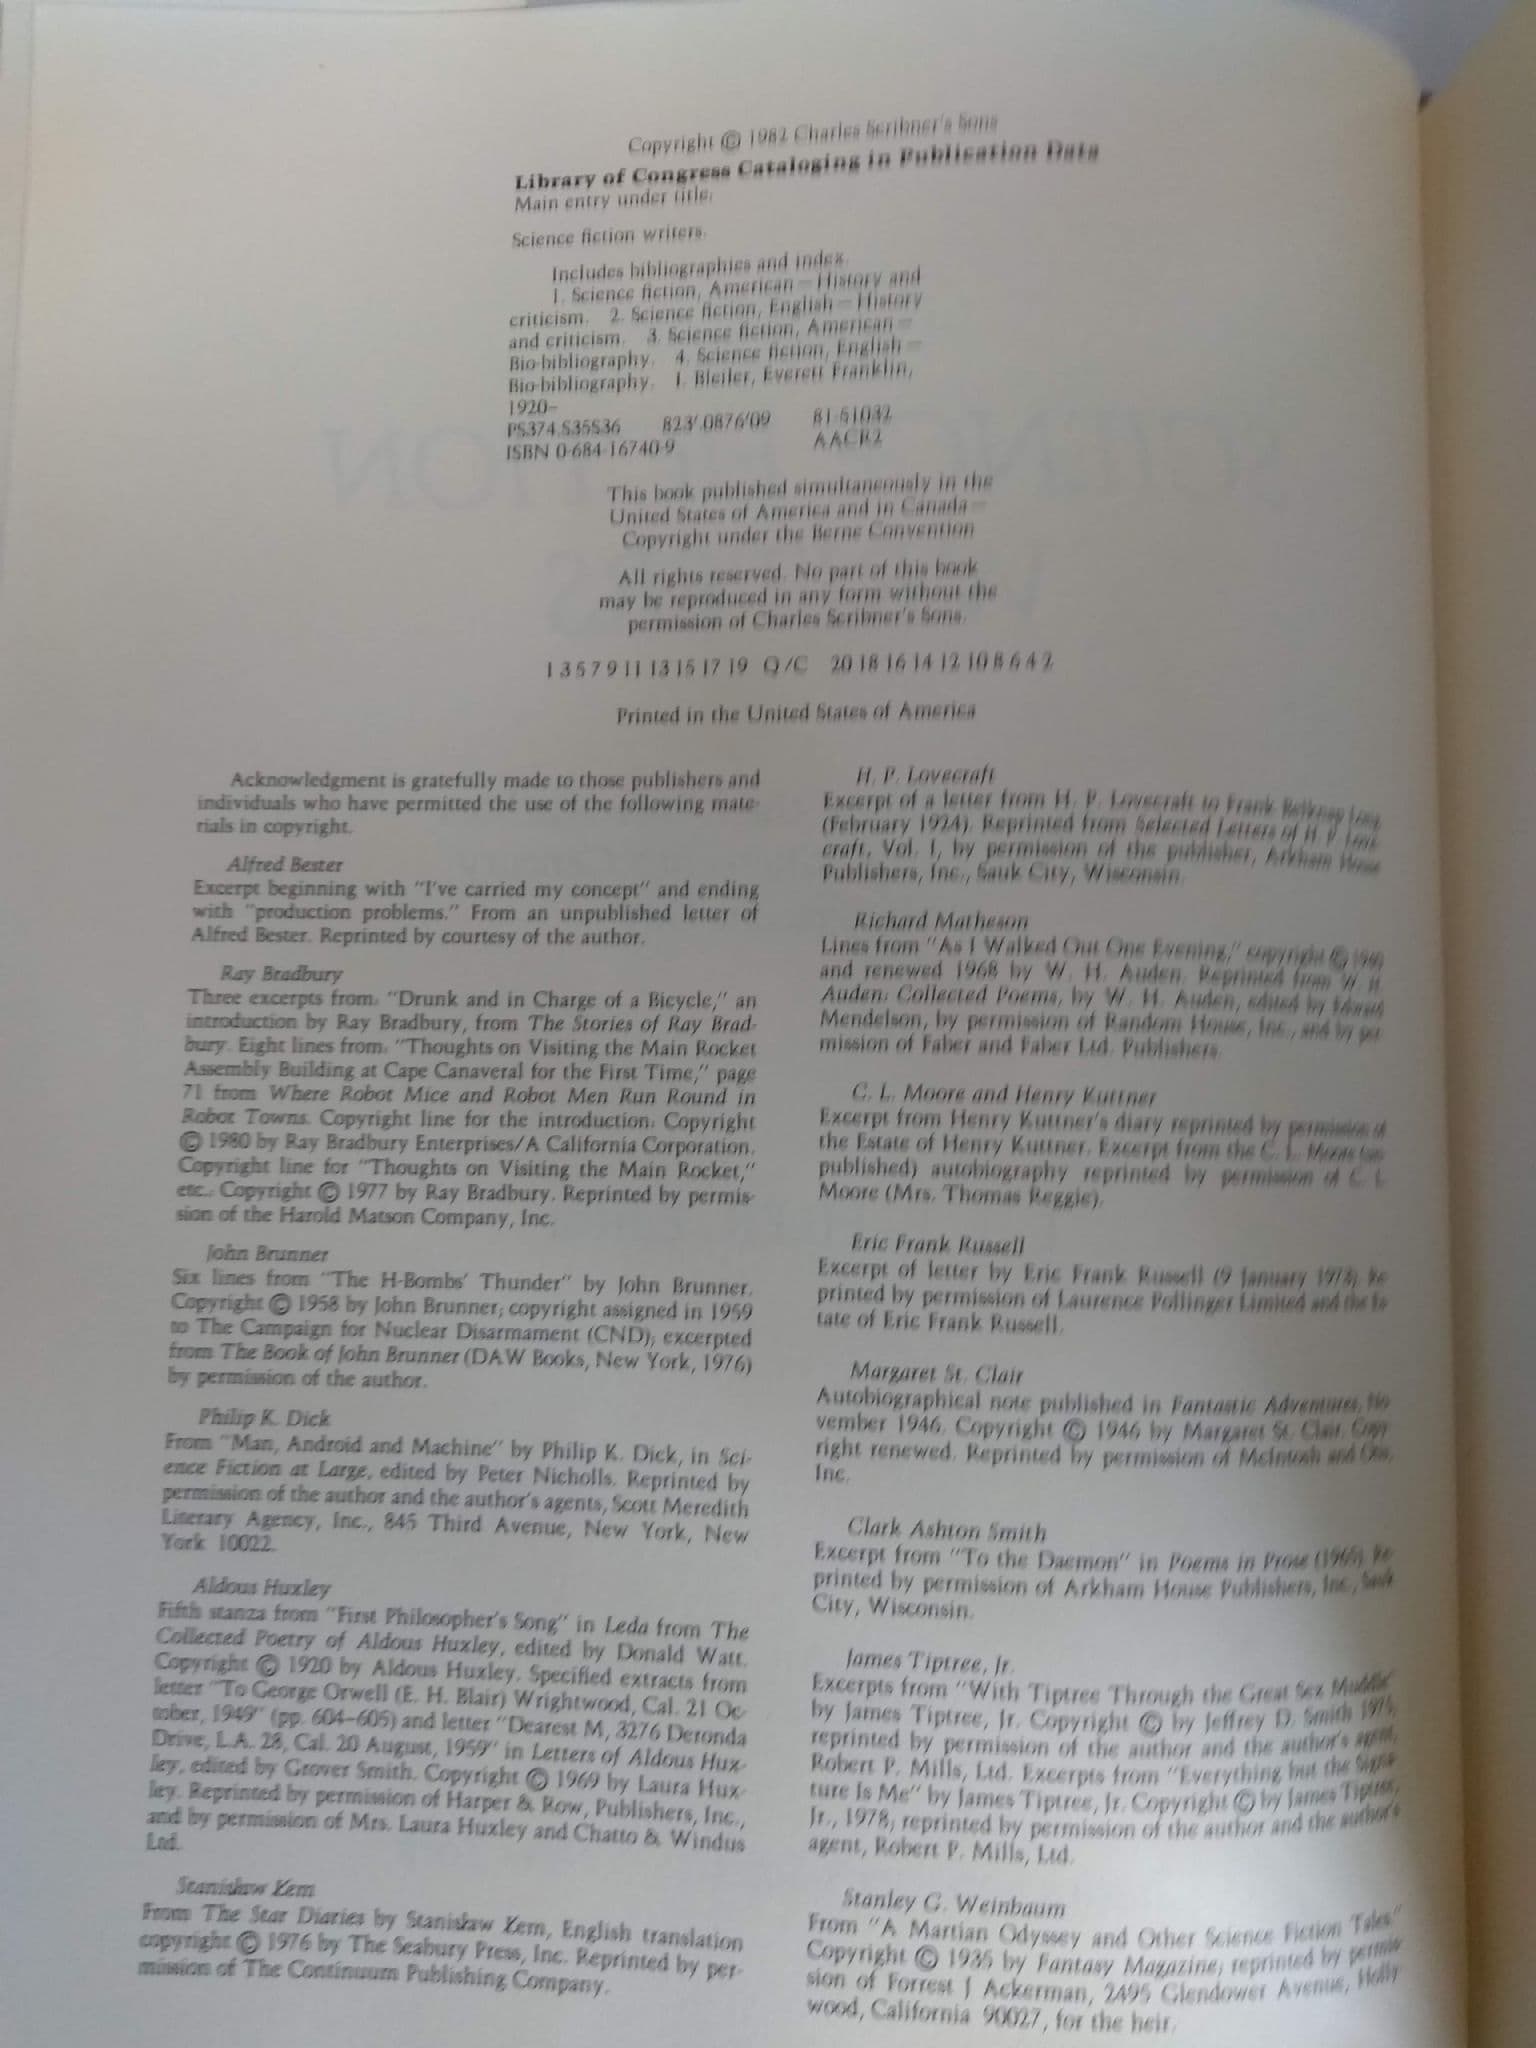 Copyright © 1982 Charles Scribner's Sons
Library of Congress Cataloging in Publication Data
Main entry under title:
Science fiction writers.
Includes bibliographies and index.
1. Science fiction, American—History and
criticism. 2. Science fiction, English—History
and criticism. 3. Science fiction, American—
Bio-bibliography. 4. Science fiction, English—
Bio-bibliography. I. Bleiler, Everett Franklin,
1920–
PS374.S35S36 823'.0876'09 81-51032
ISBN 0-684-16740-9 AACR2
This book published simultaneously in the
United States of America and in Canada—
Copyright under the Berne Convention
All rights reserved. No part of this book
may be reproduced in any form without the
permission of Charles Scribner's Sons.
1 3 5 7 9 11 13 15 17 19 Q/C 20 18 16 14 12 10 8 6 4 2
Printed in the United States of America
Acknowledgment is gratefully made to those publishers and
individuals who have permitted the use of the following mate-
rials in copyright.
Alfred Bester
Excerpt beginning with "I've carried my concept" and ending
with "production problems." From an unpublished letter of
Alfred Bester. Reprinted by courtesy of the author.
Ray Bradbury
Three excerpts from: "Drunk and in Charge of a Bicycle," an
introduction by Ray Bradbury, from The Stories of Ray Brad-
bury. Eight lines from: "Thoughts on Visiting the Main Rocket
Assembly Building at Cape Canaveral for the First Time," page
71 from Where Robot Mice and Robot Men Run Round in
Robot Towns. Copyright line for the introduction: Copyright
© 1980 by Ray Bradbury Enterprises/A California Corporation.
Copyright line for "Thoughts on Visiting the Main Rocket,"
etc.: Copyright © 1977 by Ray Bradbury. Reprinted by permis-
sion of the Harold Matson Company, Inc.
John Brunner
Six lines from "The H-Bombs' Thunder" by John Brunner.
Copyright © 1958 by John Brunner; copyright assigned in 1959
to The Campaign for Nuclear Disarmament (CND); excerpted
from The Book of John Brunner (DAW Books, New York, 1976)
by permission of the author.
Philip K. Dick
From "Man, Android and Machine" by Philip K. Dick, in Sci-
ence Fiction at Large, edited by Peter Nicholls. Reprinted by
permission of the author and the author's agents, Scott Meredith
Literary Agency, Inc., 845 Third Avenue, New York, New
York 10022.
Aldous Huxley
Fifth stanza from "First Philosopher's Song" in Leda from The
Collected Poetry of Aldous Huxley, edited by Donald Watt.
Copyright © 1920 by Aldous Huxley. Specified extracts from
letter "To George Orwell (E. H. Blair) Wrightwood, Cal. 21 Oc-
tober, 1949" (pp. 604–605) and letter "Dearest M, 3276 Deronda
Drive, L.A. 28, Cal. 20 August, 1959" in Letters of Aldous Hux-
ley, edited by Grover Smith. Copyright © 1969 by Laura Hux-
ley. Reprinted by permission of Harper & Row, Publishers, Inc.,
and by permission of Mrs. Laura Huxley and Chatto & Windus
Ltd.
Stanisław Łem
From The Star Diaries by Stanisław Łem, English translation
copyright © 1976 by The Seabury Press, Inc. Reprinted by per-
mission of The Continuum Publishing Company.
H. P. Lovecraft
Excerpt of a letter from H. P. Lovecraft to Frank Belknap Long
(February 1924). Reprinted from Selected Letters of H. P. Love-
craft, Vol. I, by permission of the publisher, Arkham House
Publishers, Inc., Sauk City, Wisconsin.
Richard Matheson
Lines from "As I Walked Out One Evening," copyright © 1940
and renewed 1968 by W. H. Auden. Reprinted from W. H.
Auden: Collected Poems, by W. H. Auden, edited by Edward
Mendelson, by permission of Random House, Inc., and by per-
mission of Faber and Faber Ltd. Publishers.
C. L. Moore and Henry Kuttner
Excerpt from Henry Kuttner's diary reprinted by permission of
the Estate of Henry Kuttner. Excerpt from the C. L. Moore (un-
published) autobiography reprinted by permission of C. L.
Moore (Mrs. Thomas Reggie).
Eric Frank Russell
Excerpt of letter by Eric Frank Russell (9 January 1973). Re-
printed by permission of Laurence Pollinger Limited and the Es-
tate of Eric Frank Russell.
Margaret St. Clair
Autobiographical note published in Fantastic Adventures, No-
vember 1946. Copyright © 1946 by Margaret St. Clair. Copy-
right renewed. Reprinted by permission of McIntosh and Otis,
Inc.
Clark Ashton Smith
Excerpt from "To the Daemon" in Poems in Prose (1965). Re-
printed by permission of Arkham House Publishers, Inc., Sauk
City, Wisconsin.
James Tiptree, Jr.
Excerpts from "With Tiptree Through the Great Sex Muddle"
by James Tiptree, Jr. Copyright © by Jeffrey D. Smith 1975,
reprinted by permission of the author and the author's agent,
Robert P. Mills, Ltd. Excerpts from "Everything but the Signa-
ture Is Me" by James Tiptree, Jr. Copyright © by James Tiptree,
Jr., 1978, reprinted by permission of the author and the author's
agent, Robert P. Mills, Ltd.
Stanley G. Weinbaum
From "A Martian Odyssey and Other Science Fiction Tales"
Copyright © 1935 by Fantasy Magazine; reprinted by permis-
sion of Forrest J Ackerman, 2495 Glendower Avenue, Holly-
wood, California 90027, for the heir.